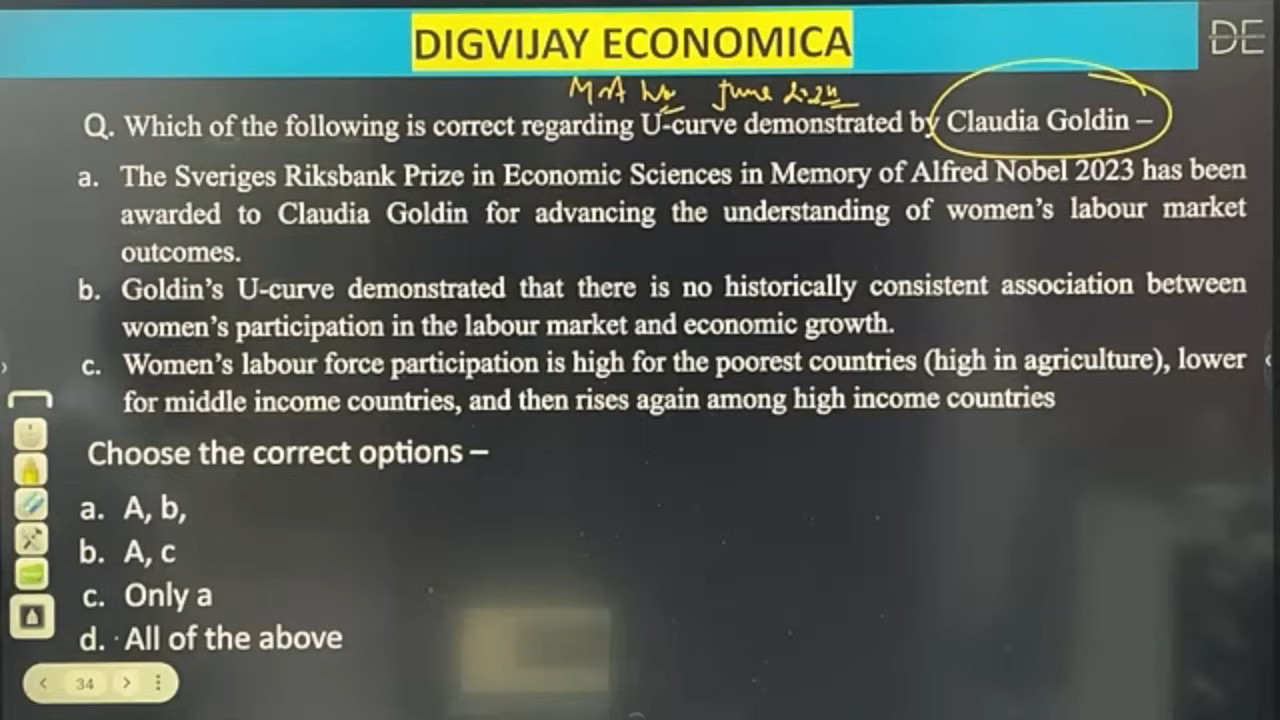 DIGVIJAY ECONOMICA
DE
June 2024
Q. Which of the following is correct regarding U-curve demonstrated by Claudia Goldin –
a. The Sveriges Riksbank Prize in Economic Sciences in Memory of Alfred Nobel 2023 has been
awarded to Claudia Goldin for advancing the understanding of women's labour market
outcomes.
b. Goldin's U-curve demonstrated that there is no historically consistent association between
women's participation in the labour market and economic growth.
c. Women's labour force participation is high for the poorest countries (high in agriculture), lower
for middle income countries, and then rises again among high income countries
Choose the correct options –
a. A, b,
b. A, c
c. Only a
d. All of the above
34